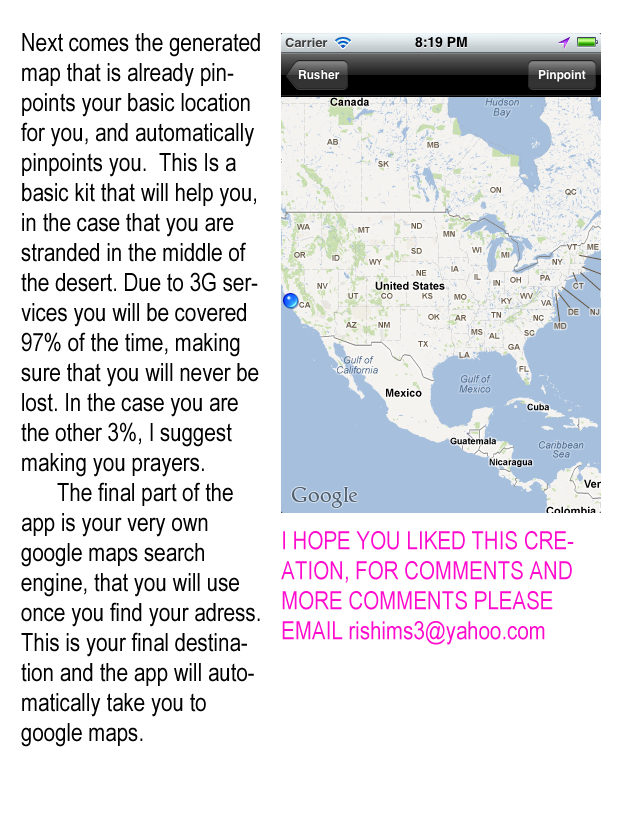 Next comes the generated
map that is already pin-
points your basic location
for you, and automatically
pinpoints you.  This Is a
basic kit that will help you,
in the case that you are
stranded in the middle of
the desert. Due to 3G ser-
vices you will be covered
97% of the time, making
sure that you will never be
lost. In the case you are
the other 3%, I suggest
making you prayers.
The final part of the
app is your very own
google maps search
engine, that you will use
once you find your adress.
This is your final destina-
tion and the app will auto-
matically take you to
google maps.
Carrier 8:19 PM
Rusher Pinpoint
Canada
Hudson
Bay
AB
MB
SK
ON
QC
WA
MT
ND
MN
VT ME
OR
ID
SD
WI
MI
NY
WY
NE
IA
IL
IN
OH
PA
CT
NV
UT
CO
United States
KS
MO
KY
WV
VA
NJ
DE
MD
CA
AZ
NM
OK
AR
TN
NC
SC
MS
AL
GA
TX
LA
FL
Gulf of
California
Gulf of
Mexico
Mexico
Cuba
Guatemala
Caribbean
Sea
Nicaragua
Ver
Colombia
Google
I HOPE YOU LIKED THIS CRE-
ATION, FOR COMMENTS AND
MORE COMMENTS PLEASE
EMAIL rishims3@yahoo.com